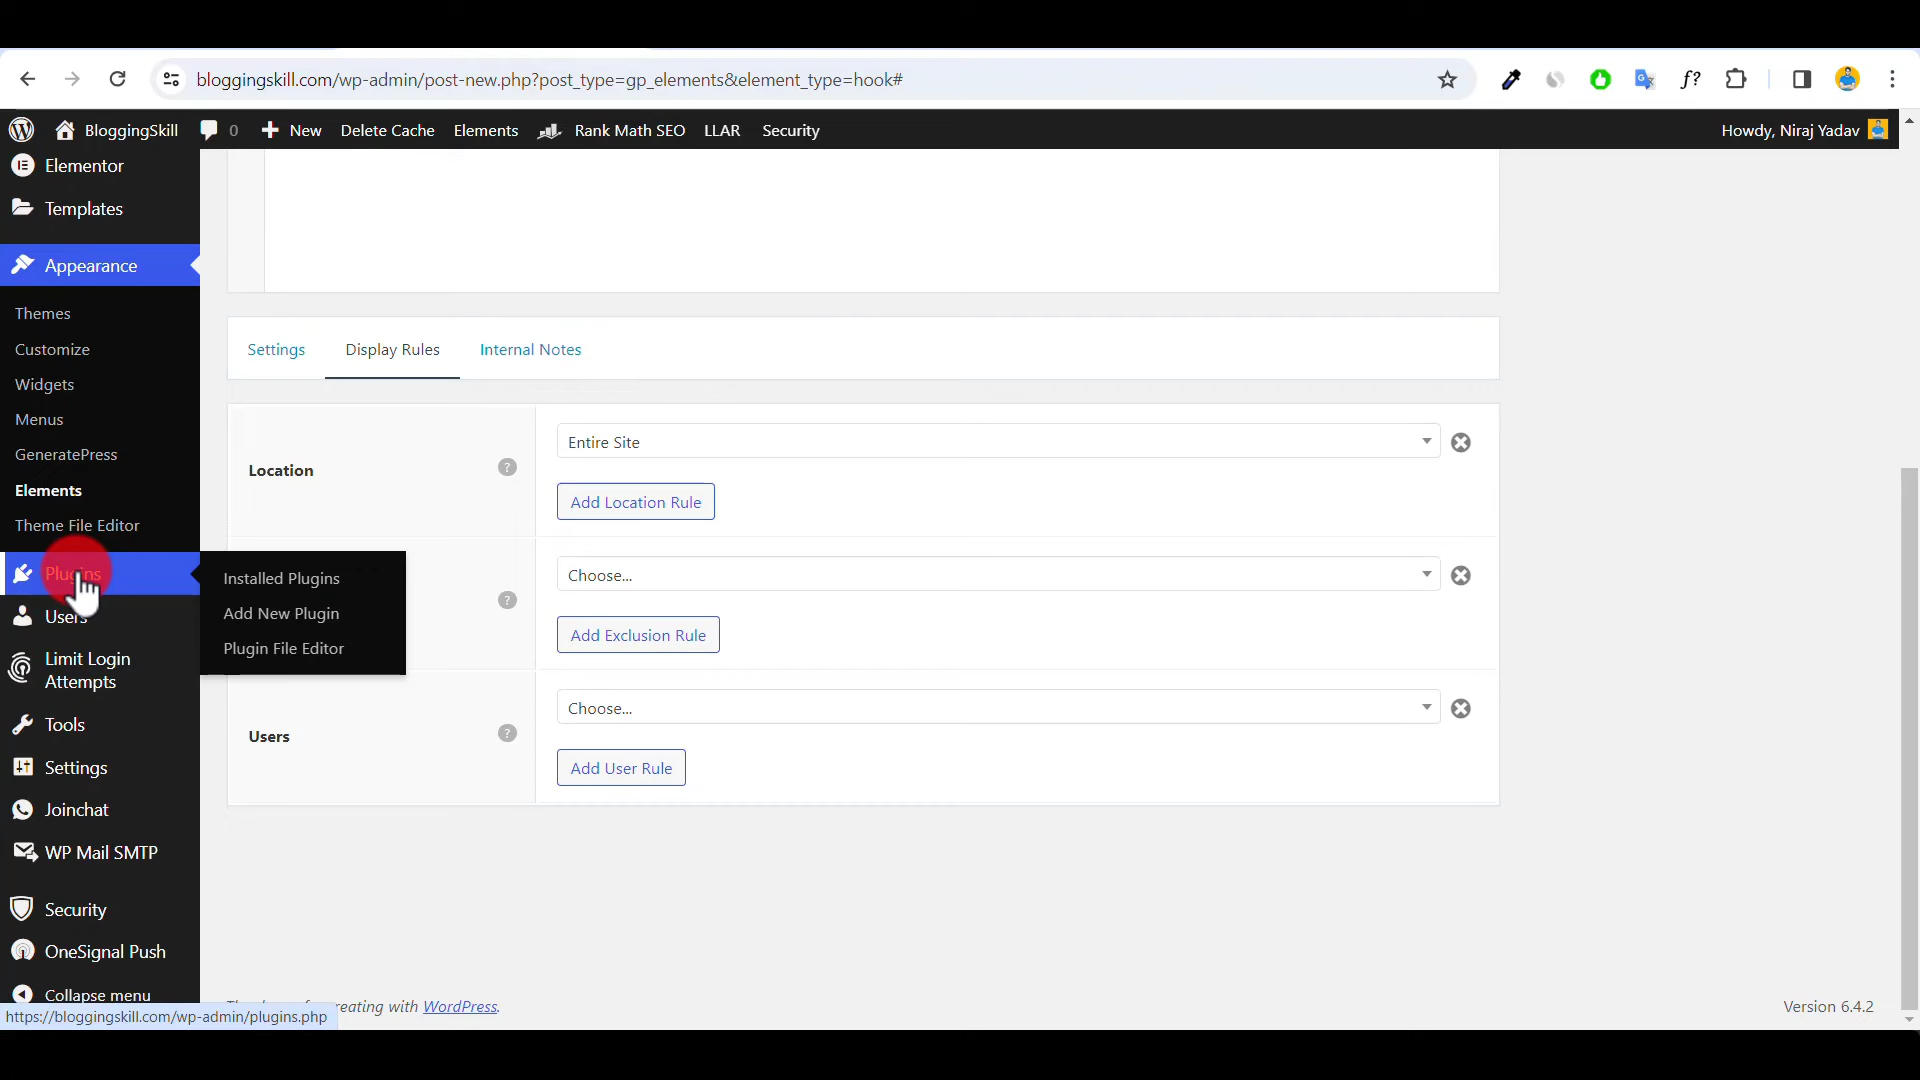 bloggingskill.com/wp-admin/post-new.php?post_type=gp_elements&element_type=hook#
BloggingSkill 0 New Delete Cache Elements Rank Math SEO LLAR Security Howdy, Niraj Yadav
Elementor
Templates
Appearance
Themes
Customize
Widgets
Menus
GeneratePress
Elements
Theme File Editor
Plugins
Users
Limit Login
Attempts
Tools
Settings
Joinchat
WP Mail SMTP
Security
OneSignal Push
Collapse menu
https://bloggingskill.com/wp-admin/plugins.php
Installed Plugins
Add New Plugin
Plugin File Editor
Settings Display Rules Internal Notes
Location ? Entire Site
Add Location Rule
? Choose...
Add Exclusion Rule
Users ? Choose...
Add User Rule
creating with WordPress.
Version 6.4.2